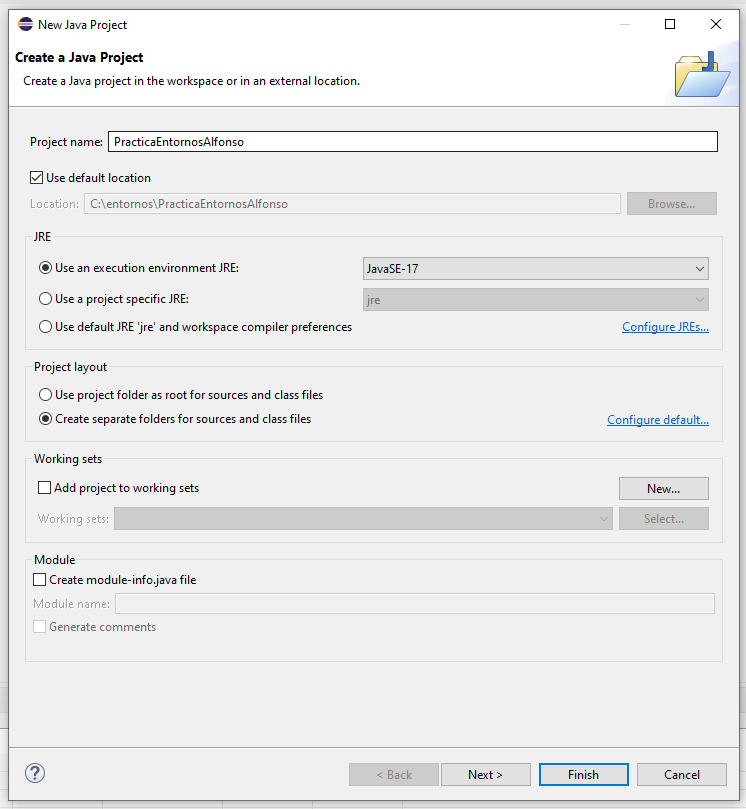 New Java Project
Create a Java Project
Create a Java project in the workspace or in an external location.
Project name: PracticaEntornosAlfonso
Use default location
Location: C:\entornos\PracticaEntornosAlfonso Browse...
JRE
Use an execution environment JRE: JavaSE-17
Use a project specific JRE: jre
Use default JRE 'jre' and workspace compiler preferences Configure JREs...
Project layout
Use project folder as root for sources and class files
Create separate folders for sources and class files Configure default...
Working sets
Add project to working sets New...
Working sets: Select...
Module
Create module-info.java file
Module name:
Generate comments
? < Back Next > Finish Cancel